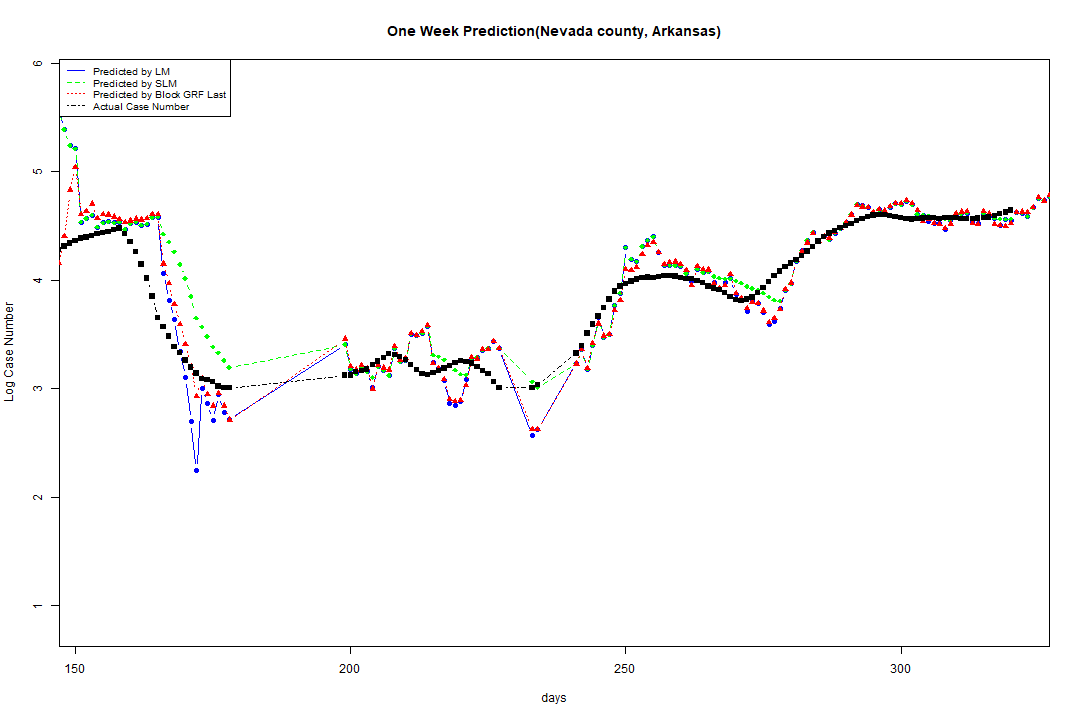 One Week Prediction(Nevada county, Arkansas)
Predicted by LM
Predicted by SLM
Predicted by Block GRF Last
Actual Case Number
6
5
4
3
2
1
Log Case Number
150
200
250
300
days